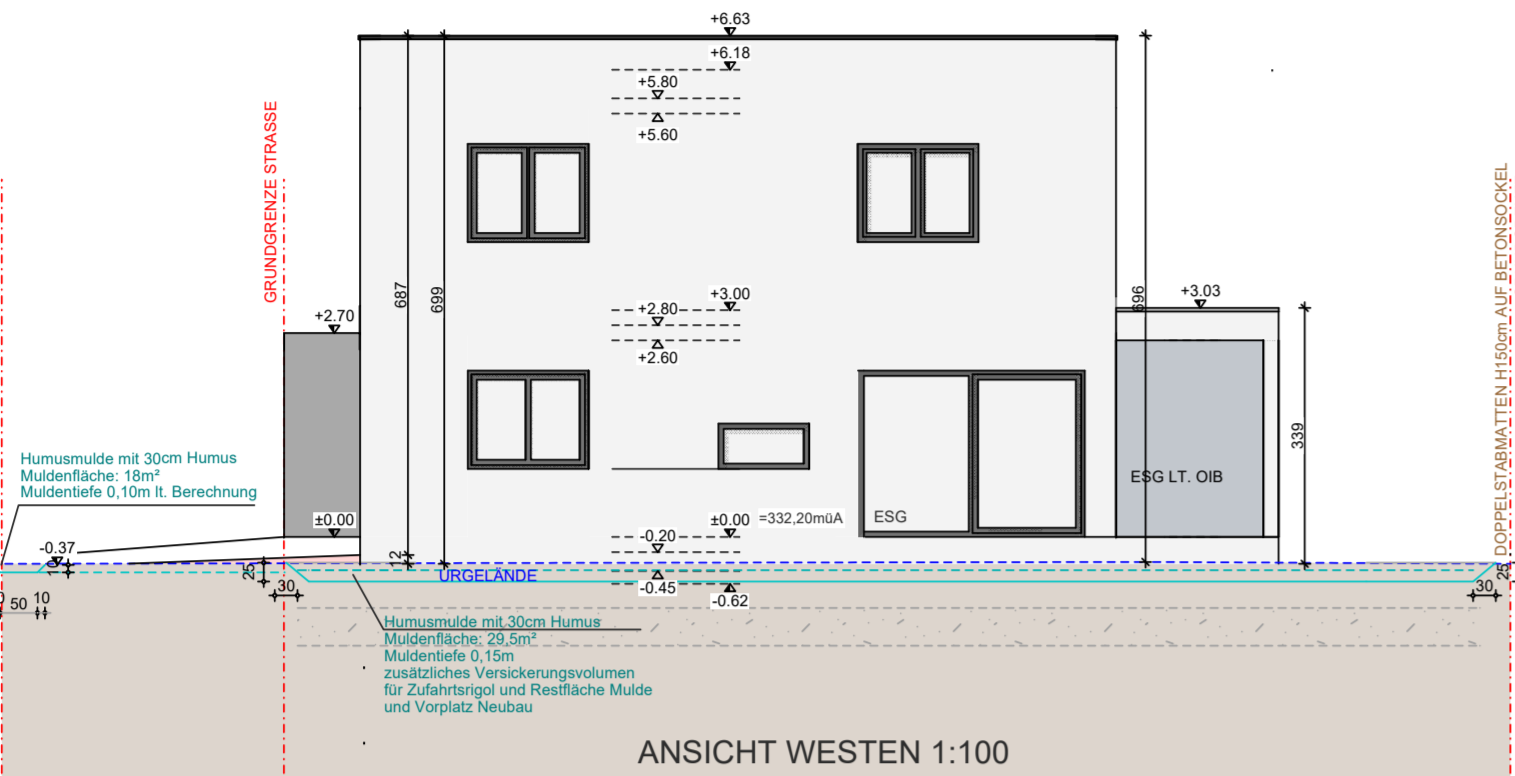 +6.63
+6.18
+5.80
+5.60
GRUNDGRENZE STRASSE
687
699
696
+3.00
+2.80
+2.60
+2.70
+3.03
339
DOPPELSTABMATTEN H150cm AUF BETONSOCKEL
ESG LT. OIB
ESG
Humusmulde mit 30cm Humus
Muldenfläche: 18m²
Muldentiefe 0,10m lt. Berechnung
±0.00
±0.00 =332,20müA
-0.20
-0.37
12
10
25
25
URGELÄNDE
-0.45
-0.62
30
30
50 10
Humusmulde mit 30cm Humus
Muldenfläche: 29,5m²
Muldentiefe 0,15m
zusätzliches Versickerungsvolumen
für Zufahrtsrigol und Restfläche Mulde
und Vorplatz Neubau
ANSICHT WESTEN 1:100